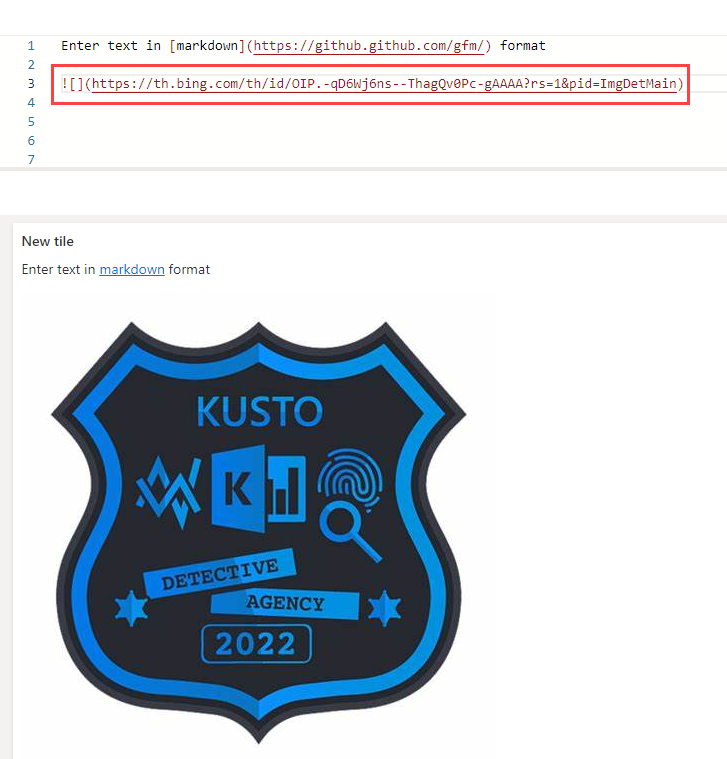 1 Enter text in [markdown](https://github.github.com/gfm/) format
2
3 ![](https://th.bing.com/th/id/OIP.-qD6Wj6ns--ThagQv0Pc-gAAAA?rs=1&pid=ImgDetMain)
4
5
6
7
New tile
Enter text in markdown format
KUSTO
K
DETECTIVE
AGENCY
2022